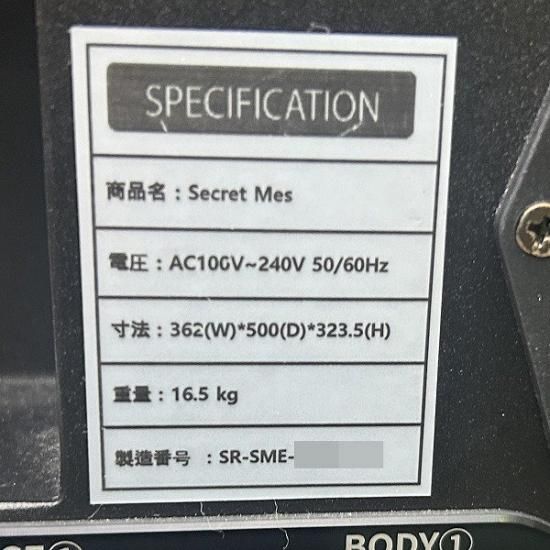 SPECIFICATION
商品名：Secret Mes
電圧：AC100V~240V 50/60Hz
寸法：362(W)*500(D)*323.5(H)
重量：16.5 kg
製造番号 ：SR-SME-
BODY①